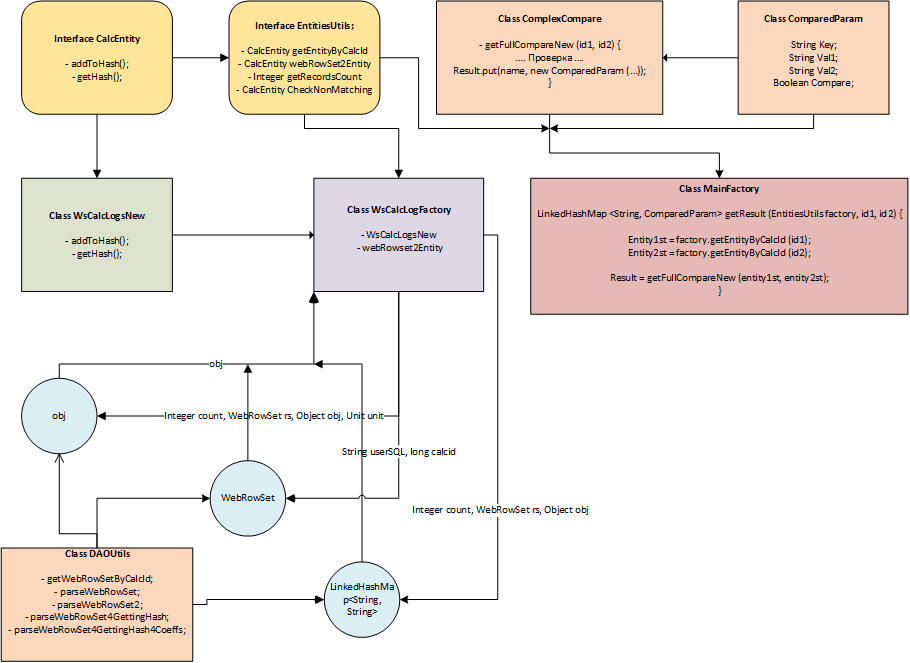 Interface CalcEntity
- addToHash();
- getHash();
Interface EntitiesUtils;
- CalcEntity getEntityByCalcId
- CalcEntity webRowSet2Entity
- Integer getRecordsCount
- CalcEntity CheckNonMatching
Class ComplexCompare
- getFullCompareNew (id1, id2) {
.... Проверка ....
Result.put(name, new ComparedParam (...));
}
Class ComparedParam
String Key;
String Val1;
String Val2;
Boolean Compare;
Class WsCalcLogsNew
- addToHash();
- getHash();
Class WsCalcLogFactory
- WsCalcLogsNew
- webRowset2Entity
Class MainFactory
LinkedHashMap <String, ComparedParam> getResult (EntitiesUtils factory, id1, id2) {
Entity1st = factory.getEntityByCalcId (id1);
Entity2st = factory.getEntityByCalcId (id2);
Result = getFullCompareNew (entity1st, entity2st);
}
obj
obj
Integer count, WebRowSet rs, Object obj, Unit unit
String userSQL, long calcid
WebRowSet
Integer count, WebRowSet rs, Object obj
Class DAOUtils
- getWebRowSetByCalcId;
- parseWebRowSet;
- parseWebRowSet2;
- parseWebRowSet4GettingHash;
- parseWebRowSet4GettingHash4Coeffs;
LinkedHashMa
p<String,
String>